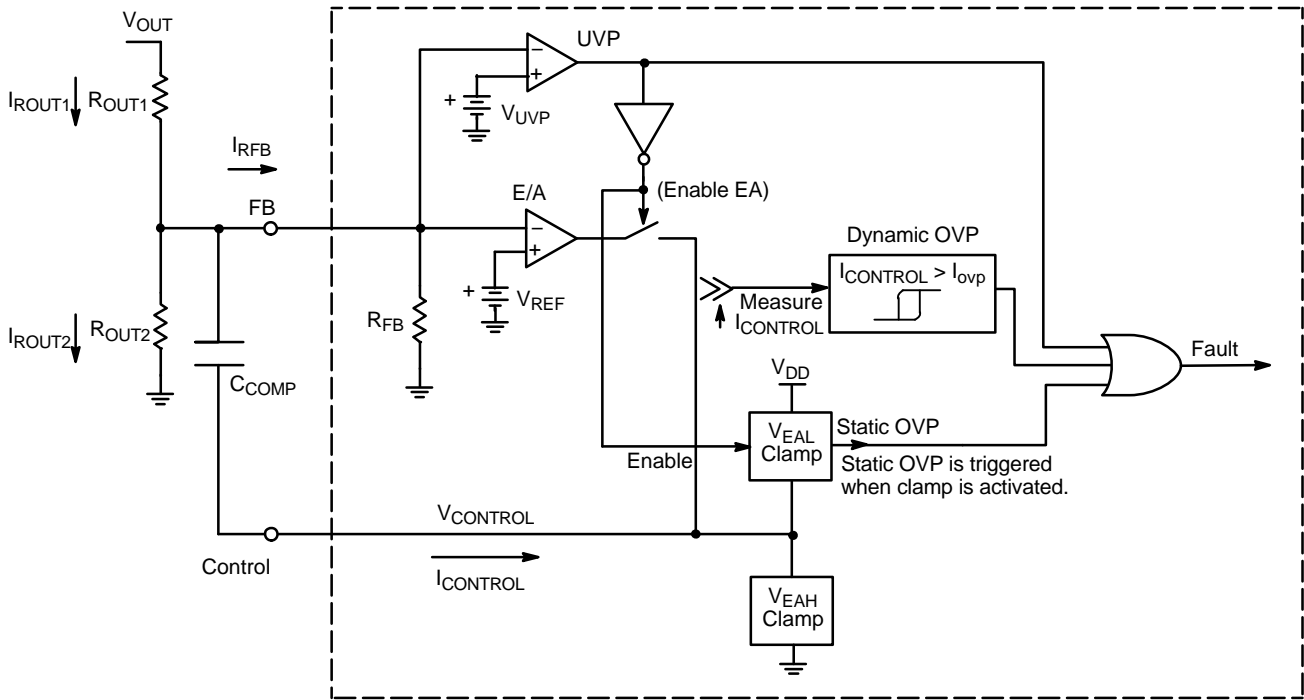 VOUT
UVP
IROUT1
ROUT1
+
−
+
VUVP
IRFB
(Enable EA)
E/A
FB
−
+
Dynamic OVP
ICONTROL > Iovp
+
VREF
Measure
ICONTROL
IROUT2
ROUT2
RFB
Fault
CCOMP
VDD
VEAL
Clamp
Static OVP
Enable
Static OVP is triggered
when clamp is activated.
VCONTROL
Control
ICONTROL
VEAH
Clamp